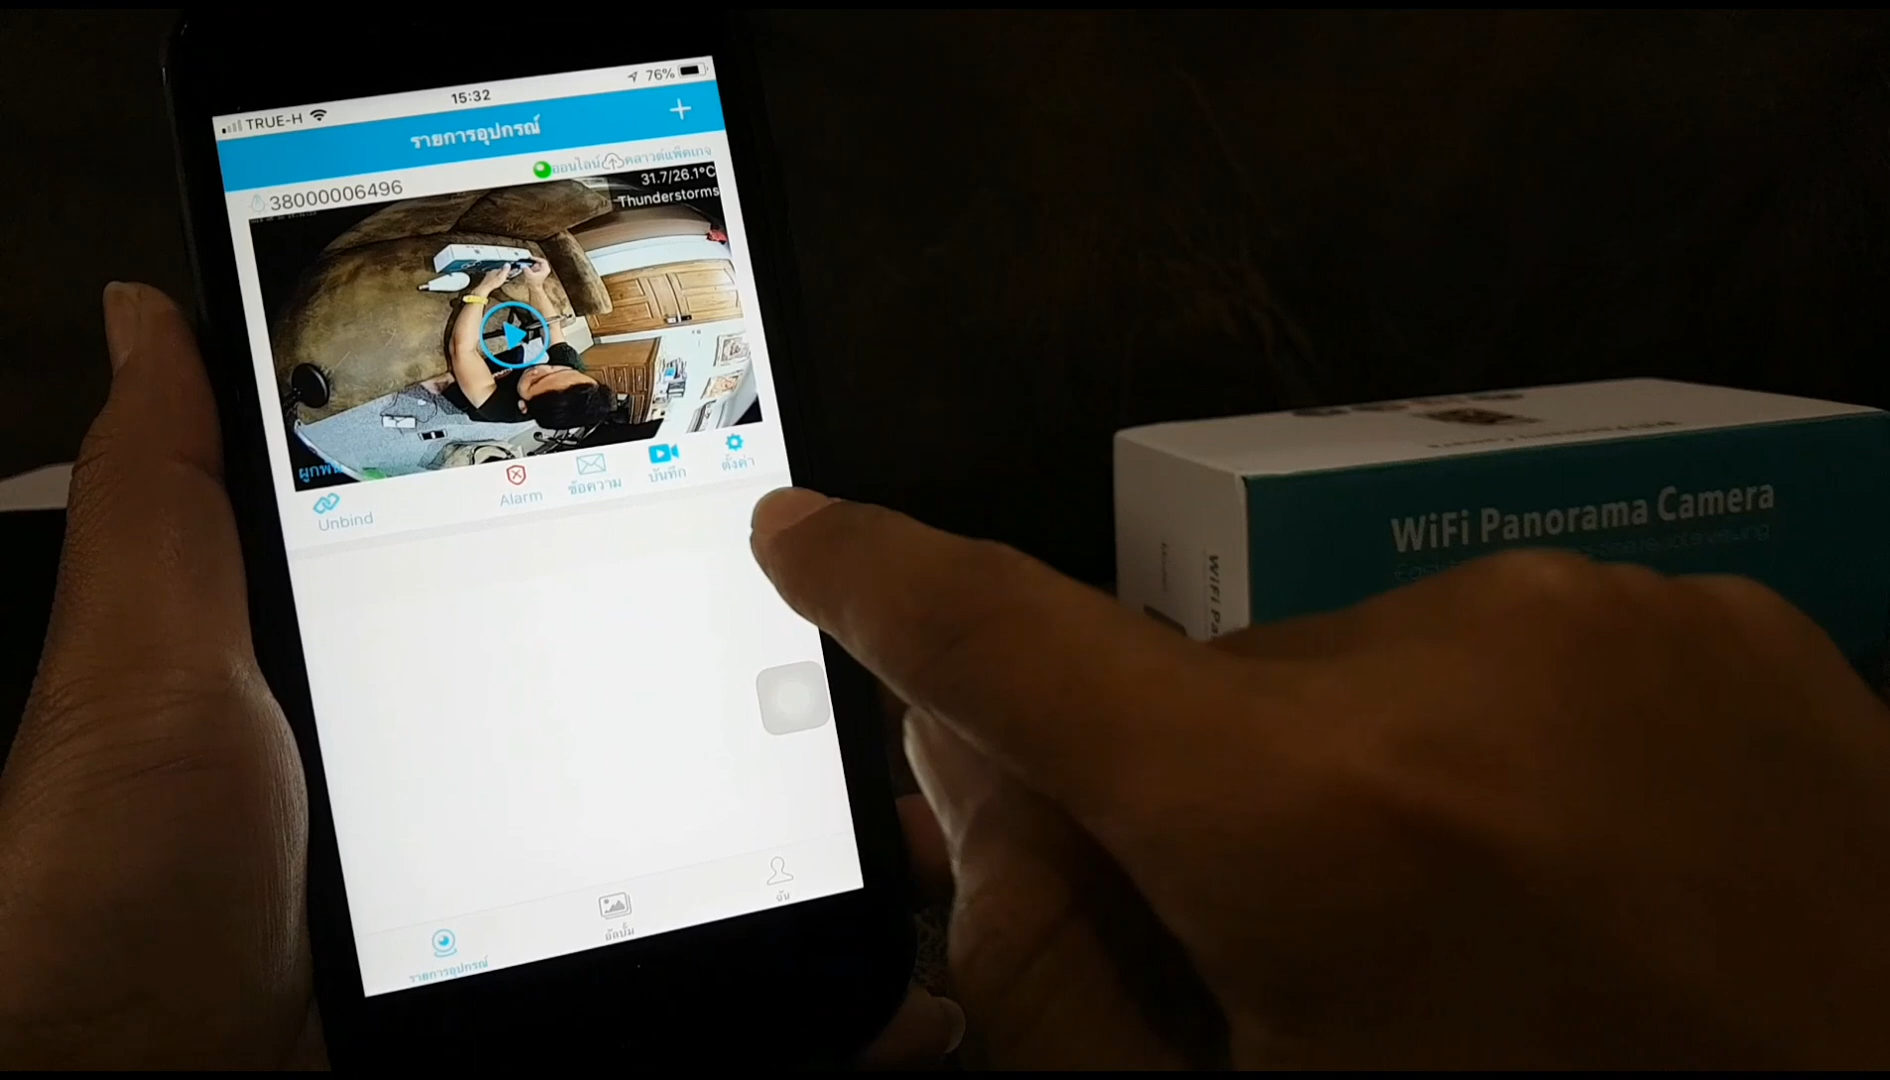 TRUE-H
15:32
76%
รายการอุปกรณ์
ออนไลน์
คลาวด์แพ็คเกจ
38000006496
31.7/26.1°C
Thunderstorms
Unbind
Alarm
ข้อความ
บันทึก
ตั้งค่า
รายการอุปกรณ์
อัลบั้ม
ฉัน
WiFi Panorama Camera